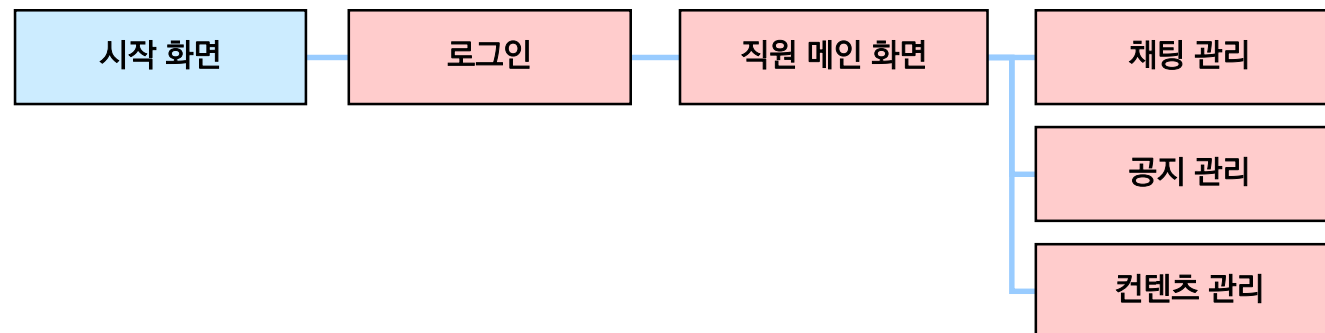 시작 화면
로그인
직원 메인 화면
채팅 관리
공지 관리
컨텐츠 관리